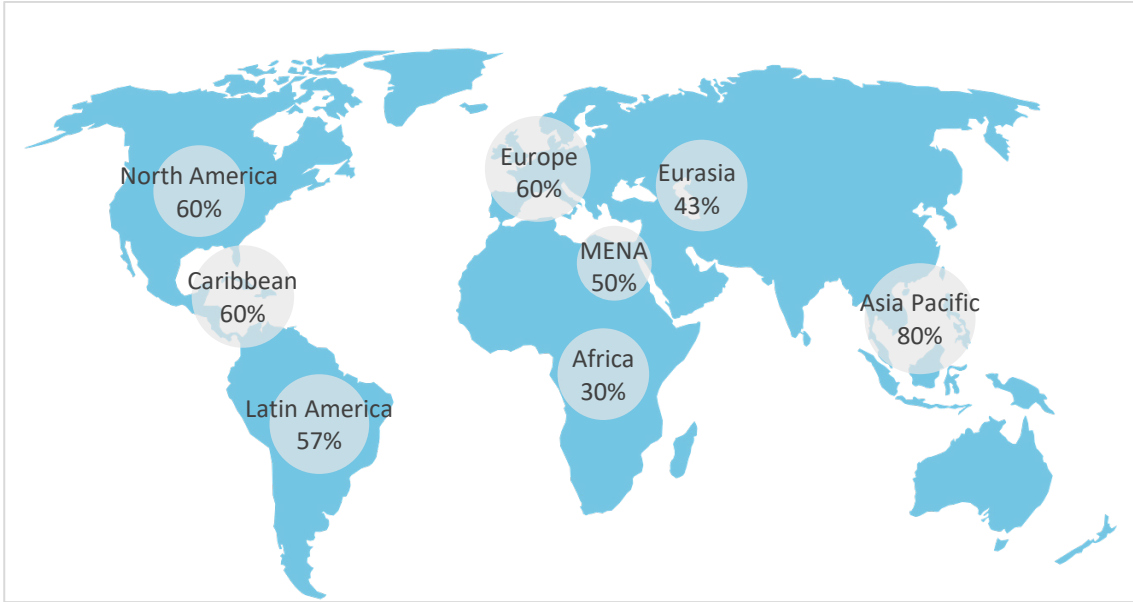 North America
60%
Europe
60%
Eurasia
43%
MENA
50%
Caribbean
60%
Asia Pacific
80%
Africa
30%
Latin America
57%